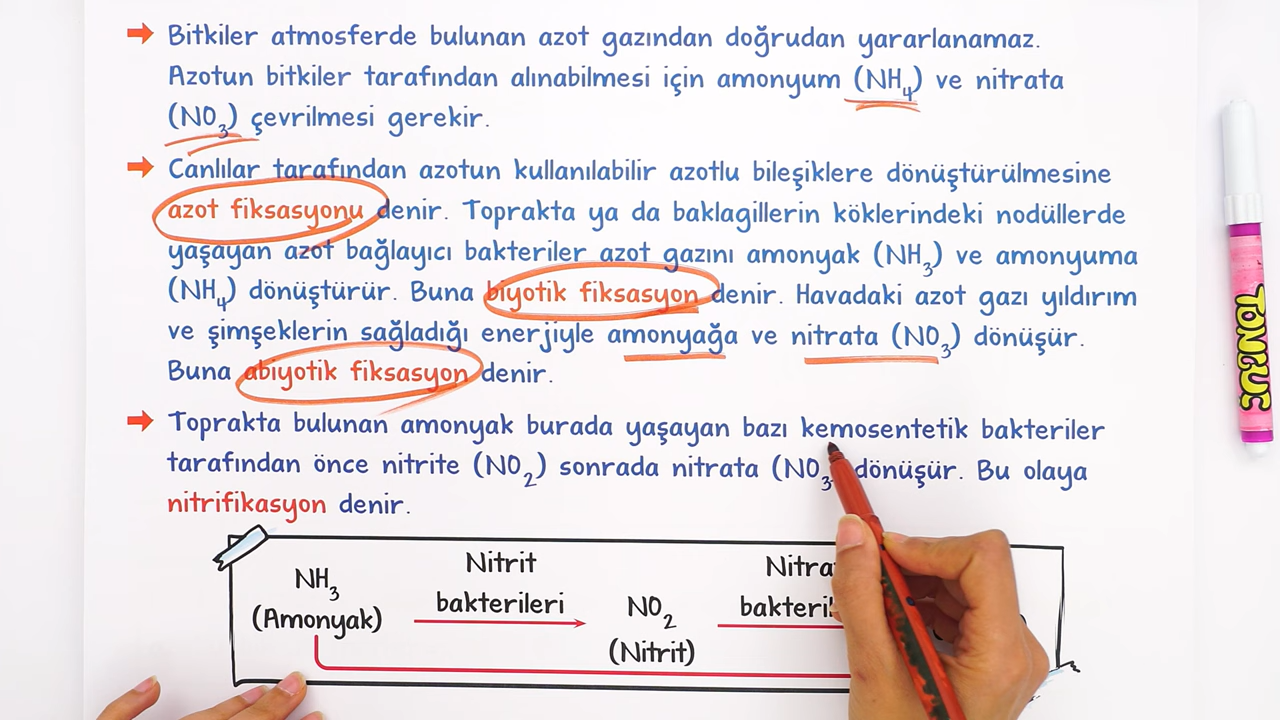 Bitkiler atmosferde bulunan azot gazından doğrudan yararlanamaz.
Azotun bitkiler tarafından alınabilmesi için amonyum (NH₄) ve nitrata
(NO₃) çevrilmesi gerekir.
Canlılar tarafından azotun kullanılabilir azotlu bileşiklere dönüştürülmesine
azot fiksasyonu denir. Toprakta ya da baklagillerin köklerindeki nodüllerde
yaşayan azot bağlayıcı bakteriler azot gazını amonyak (NH₃) ve amonyuma
(NH₄) dönüştürür. Buna biyotik fiksasyon denir. Havadaki azot gazı yıldırım
ve şimşeklerin sağladığı enerjiyle amonyağa ve nitrata (NO₃) dönüşür.
Buna abiyotik fiksasyon denir.
Toprakta bulunan amonyak burada yaşayan bazı kemosentetik bakteriler
tarafından önce nitrite (NO₂) sonrada nitrata (NO₃ dönüşür. Bu olaya
nitrifikasyon denir.
NH₃
(Amonyak)
Nitrit
bakterileri
NO₂
(Nitrit)
TONGUÇ